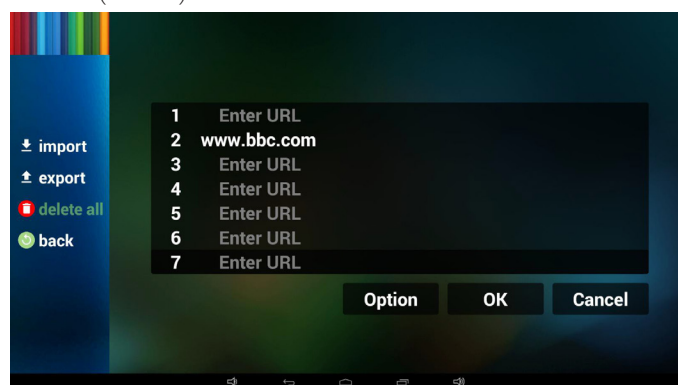 import
export
delete all
back
1 Enter URL
2 www.bbc.com
3 Enter URL
4 Enter URL
5 Enter URL
6 Enter URL
7 Enter URL
Option OK Cancel